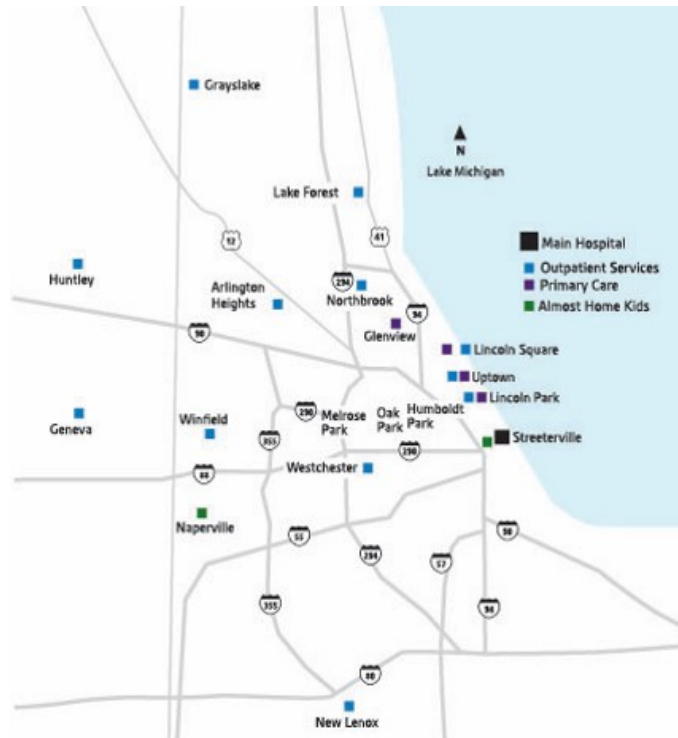 Grayslake
N
Lake Michigan
Lake Forest
12
41
Main Hospital
Outpatient Services
Primary Care
Almost Home Kids
Huntley
294
Arlington
Heights
Northbrook
94
Glenview
90
Lincoln Square
Uptown
Lincoln Park
Geneva
Winfield
290
Melrose
Park
Oak
Park
Humboldt
Park
355
Streeterville
290
Westchester
88
Naperville
55
294
57
90
355
94
80
New Lenox